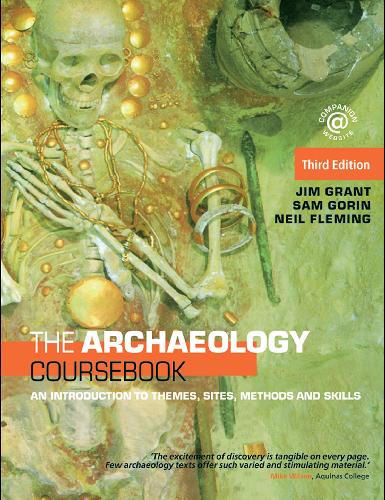 COMPANION
@
WEBSITE
Third Edition
JIM GRANT
SAM GORIN
NEIL FLEMING
THE ARCHAEOLOGY
COURSEBOOK
AN INTRODUCTION TO THEMES, SITES, METHODS AND SKILLS
'The excitement of discovery is tangible on every page.
Few archaeology texts offer such varied and stimulating material.'
Mike Wilson, Aquinas College